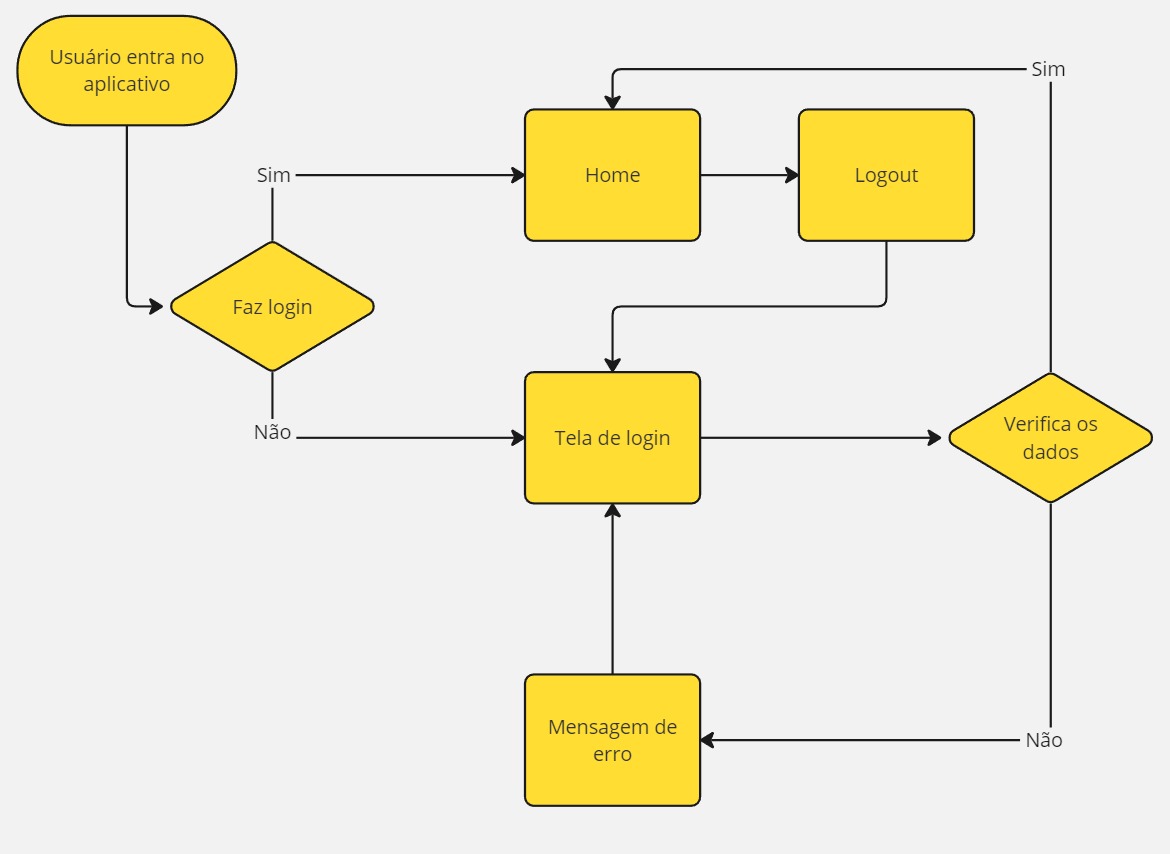 Usuário entra no
aplicativo
Sim
Sim
Home
Logout
Faz login
Não
Tela de login
Verifica os
dados
Mensagem de
erro
Não